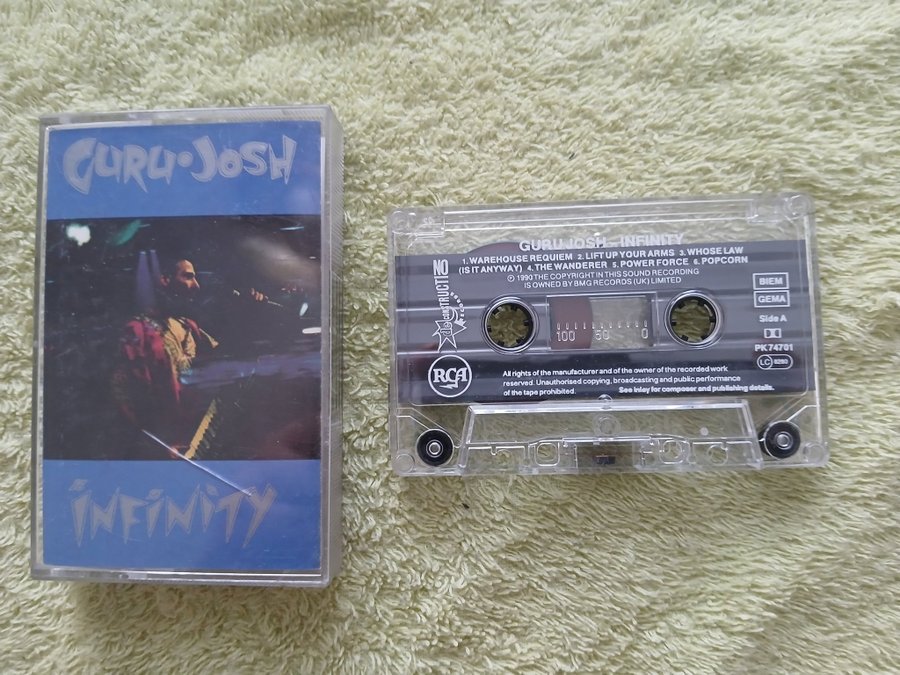 GURU•JOSH
iNFiNiTY
GURU JOSH – INFINITY
1. WAREHOUSE REQUIEM 2. LIFT UP YOUR ARMS 3. WHOSE LAW
(IS IT ANYWAY) 4. THE WANDERER 5. POWER FORCE 6. POPCORN
℗ 1990 THE COPYRIGHT IN THIS SOUND RECORDING
IS OWNED BY BMG RECORDS (UK) LIMITED
deCONSTRUCTION
RECORDS
BIEM
GEMA
Side A
PK 74701
LC 8280
100 50 0
RCA
All rights of the manufacturer and of the owner of the recorded work
reserved. Unauthorised copying, broadcasting and public performance
of the tape prohibited. See inlay for composer and publishing details.